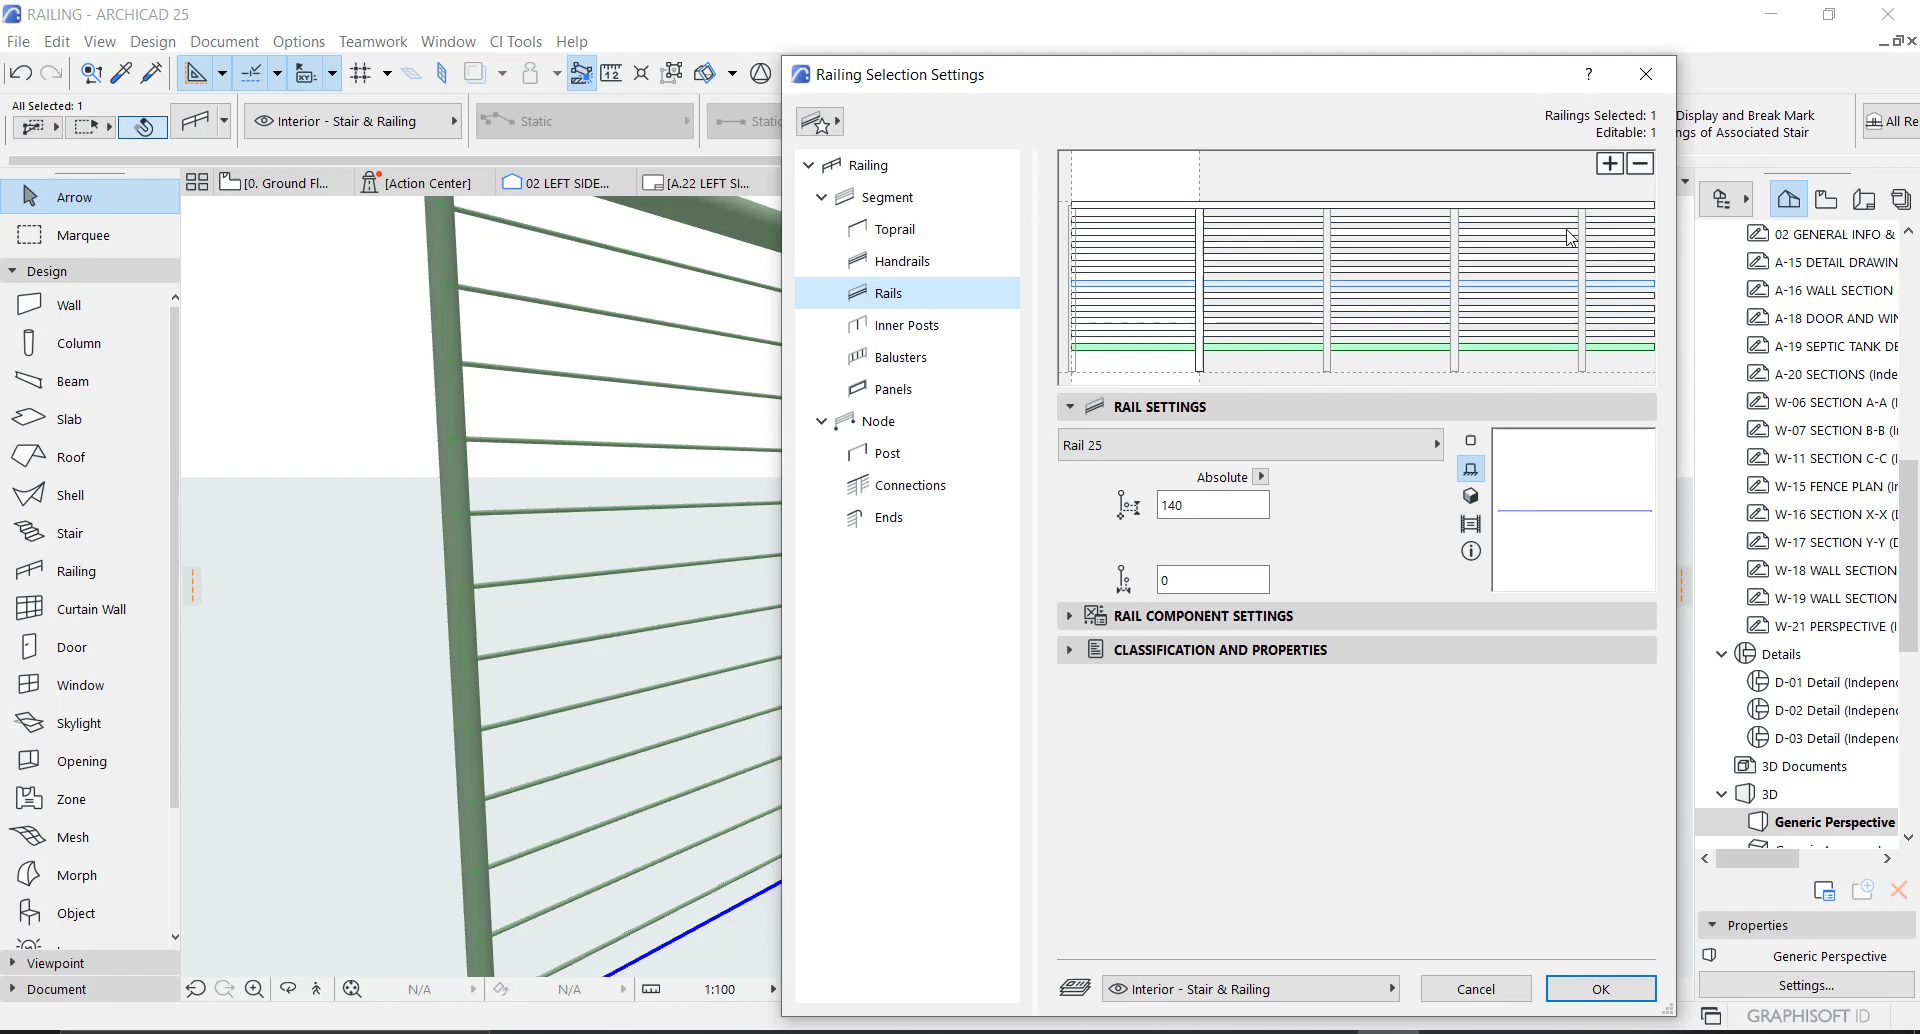 RAILING - ARCHICAD 25
File Edit View Design Document Options Teamwork Window CI Tools Help
All Selected: 1
Interior - Stair & Railing
Static
Static
Display and Break Mark
ngs of Associated Stair
All Re
[0. Ground Fl...
[Action Center]
02 LEFT SIDE...
[A.22 LEFT SI...
Arrow
Marquee
Design
Wall
Column
Beam
Slab
Roof
Shell
Stair
Railing
Curtain Wall
Door
Window
Skylight
Opening
Zone
Mesh
Morph
Object
Viewpoint
Document
N/A
N/A
1:100
Railing Selection Settings
?
Railings Selected: 1
Editable: 1
Railing
Segment
Toprail
Handrails
Rails
Inner Posts
Balusters
Panels
Node
Post
Connections
Ends
RAIL SETTINGS
Rail 25
Absolute
140
0
RAIL COMPONENT SETTINGS
CLASSIFICATION AND PROPERTIES
Interior - Stair & Railing
Cancel
OK
02 GENERAL INFO &
A-15 DETAIL DRAWIN
A-16 WALL SECTION
A-18 DOOR AND WIN
A-19 SEPTIC TANK DE
A-20 SECTIONS (Inde
W-06 SECTION A-A (I
W-07 SECTION B-B (I
W-11 SECTION C-C (I
W-15 FENCE PLAN (Ir
W-16 SECTION X-X (D
W-17 SECTION Y-Y (D
W-18 WALL SECTION
W-19 WALL SECTION
W-21 PERSPECTIVE (I
Details
D-01 Detail (Indepen
D-02 Detail (Indepen
D-03 Detail (Indepen
3D Documents
3D
Generic Perspective
Properties
Generic Perspective
Settings...
GRAPHISOFT ID